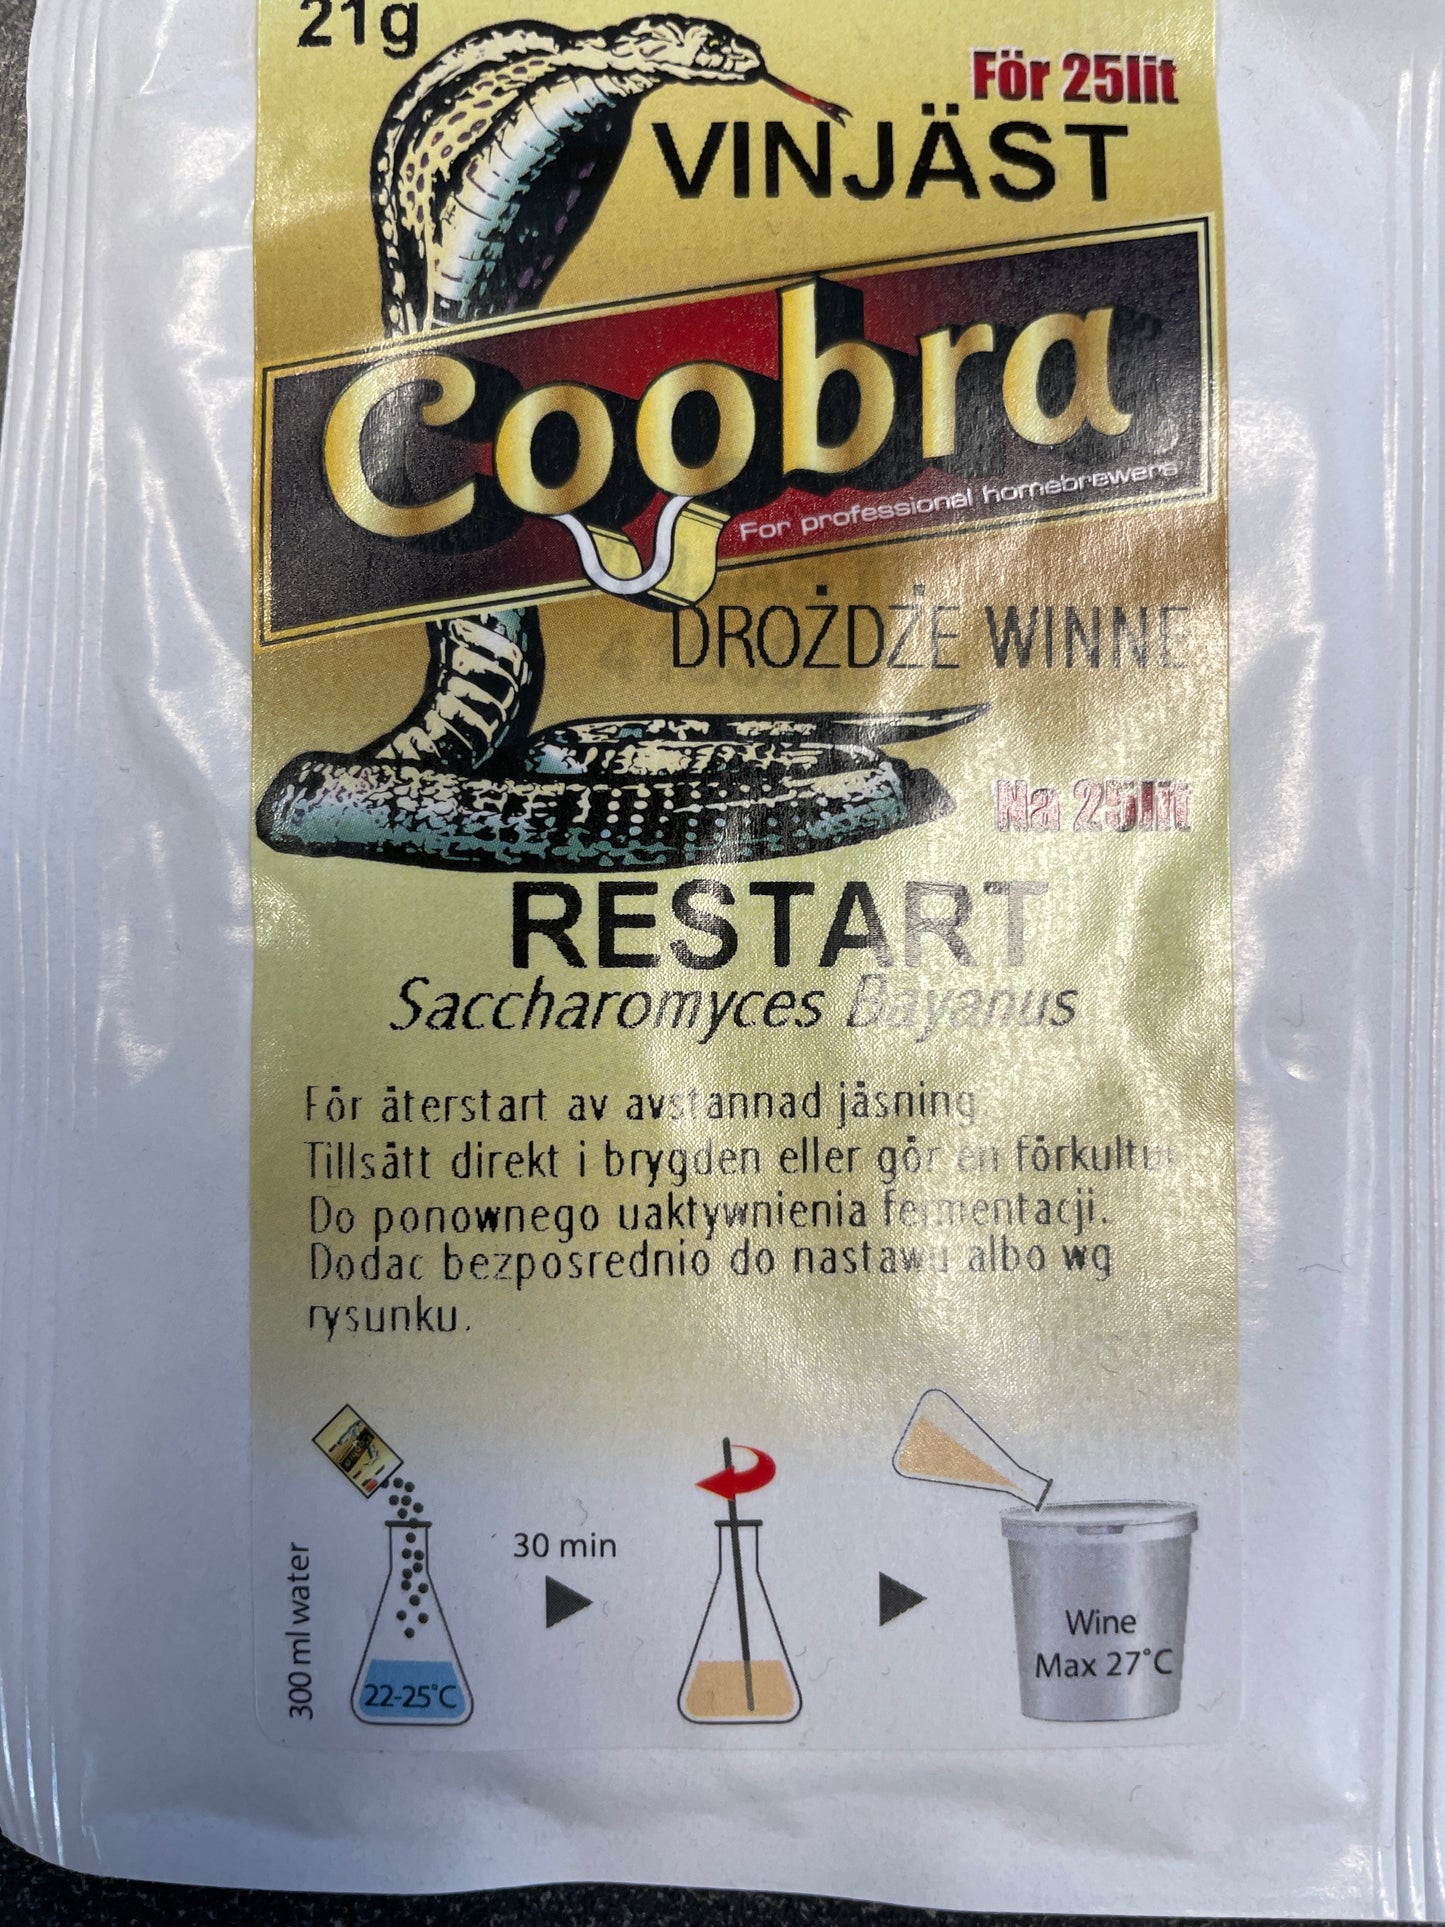 21g
För 25lit
VINJÄST
Coobra
For professional homebrewers
DROŻDŻE WINNE
Na 25lit
RESTART
Saccharomyces Bayanus
För återstart av avstannad jäsning
Tillsätt direkt i brygden eller gör en förkultur
Do ponownego uaktywnienia fermentacji.
Dodac bezposrednio do nastawu albo wg
rysunku.
300 ml water
22-25°C
30 min
Wine
Max 27°C